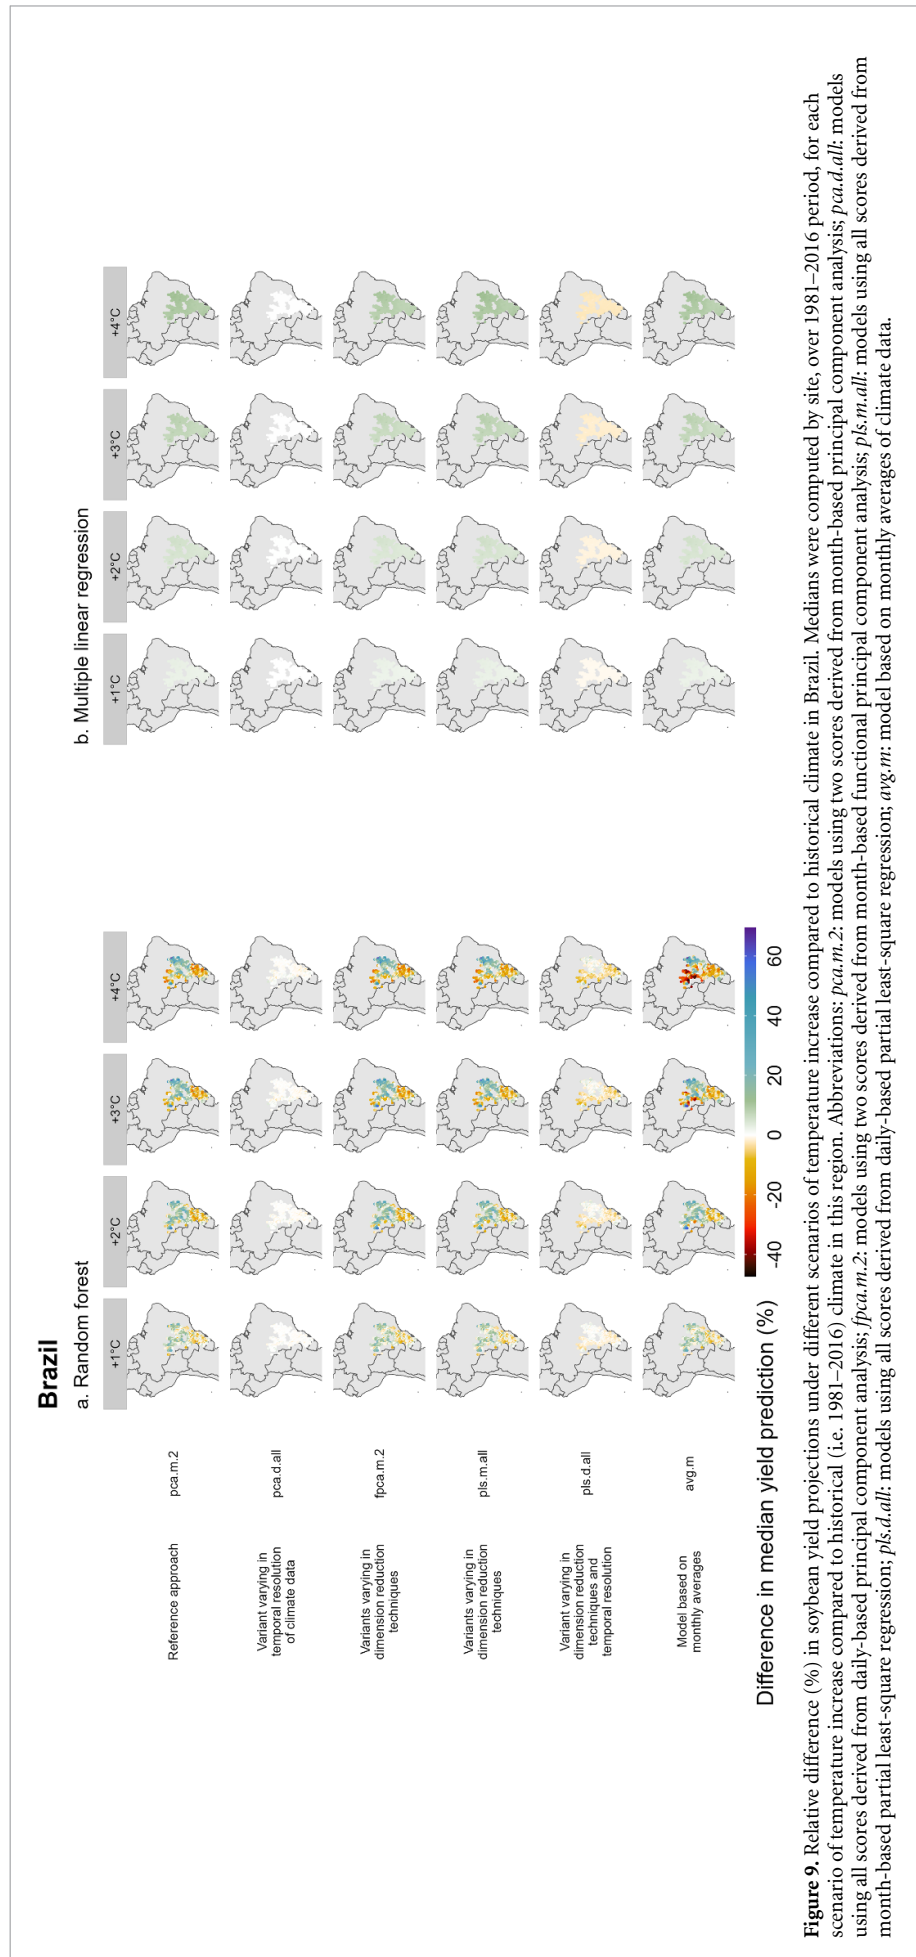 Brazil
a. Random forest
b. Multiple linear regression
+1°C
+2°C
+3°C
+4°C
+1°C
+2°C
+3°C
+4°C
Reference approach
pca.m.2
Variant varying in
temporal resolution
of climate data
pca.d.all
Variants varying in
dimension reduction
techniques
fpca.m.2
Variants varying in
dimension reduction
techniques
pls.m.all
Variant varying in
dimension reduction
techniques and
temporal resolution
pls.d.all
Model based on
monthly averages
avg.m
Difference in median yield prediction (%)
-40
-20
0
20
40
60
Figure 9. Relative difference (%) in soybean yield projections under different scenarios of temperature increase compared to historical climate in Brazil. Medians were computed by site, over 1981–2016 period, for each
scenario of temperature increase compared to historical (i.e. 1981–2016) climate in this region. Abbreviations: pca.m.2: models using two scores derived from month-based principal component analysis; pca.d.all: models
using all scores derived from daily-based principal component analysis; fpca.m.2: models using two scores derived from month-based functional principal component analysis; pls.m.all: models using all scores derived from
month-based partial least-square regression; pls.d.all: models using all scores derived from daily-based partial least-square regression; avg.m: model based on monthly averages of climate data.